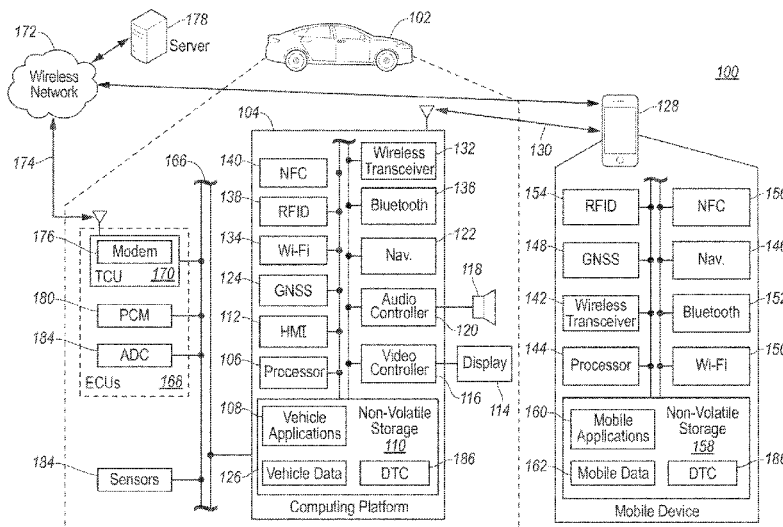 172
178
Server
102
Wireless
Network
100
104
128
174
166
130
140
NFC
Wireless
Transceiver
132
138
RFID
Bluetooth
136
154
RFID
NFC
156
176
Modem
TCU
170
134
Wi-Fi
Nav.
122
148
GNSS
Nav.
146
124
GNSS
118
180
PCM
112
HMI
Audio
Controller
120
142
Wireless
Transceiver
Bluetooth
152
184
ADC
ECUs
168
106
Processor
Video
Controller
116
Display
114
144
Processor
Wi-Fi
150
108
Vehicle
Applications
Non-Volatile
Storage
110
160
Mobile
Applications
Non-Volatile
Storage
158
184
Sensors
126
Vehicle Data
DTC
186
162
Mobile Data
DTC
186
Computing Platform
Mobile Device